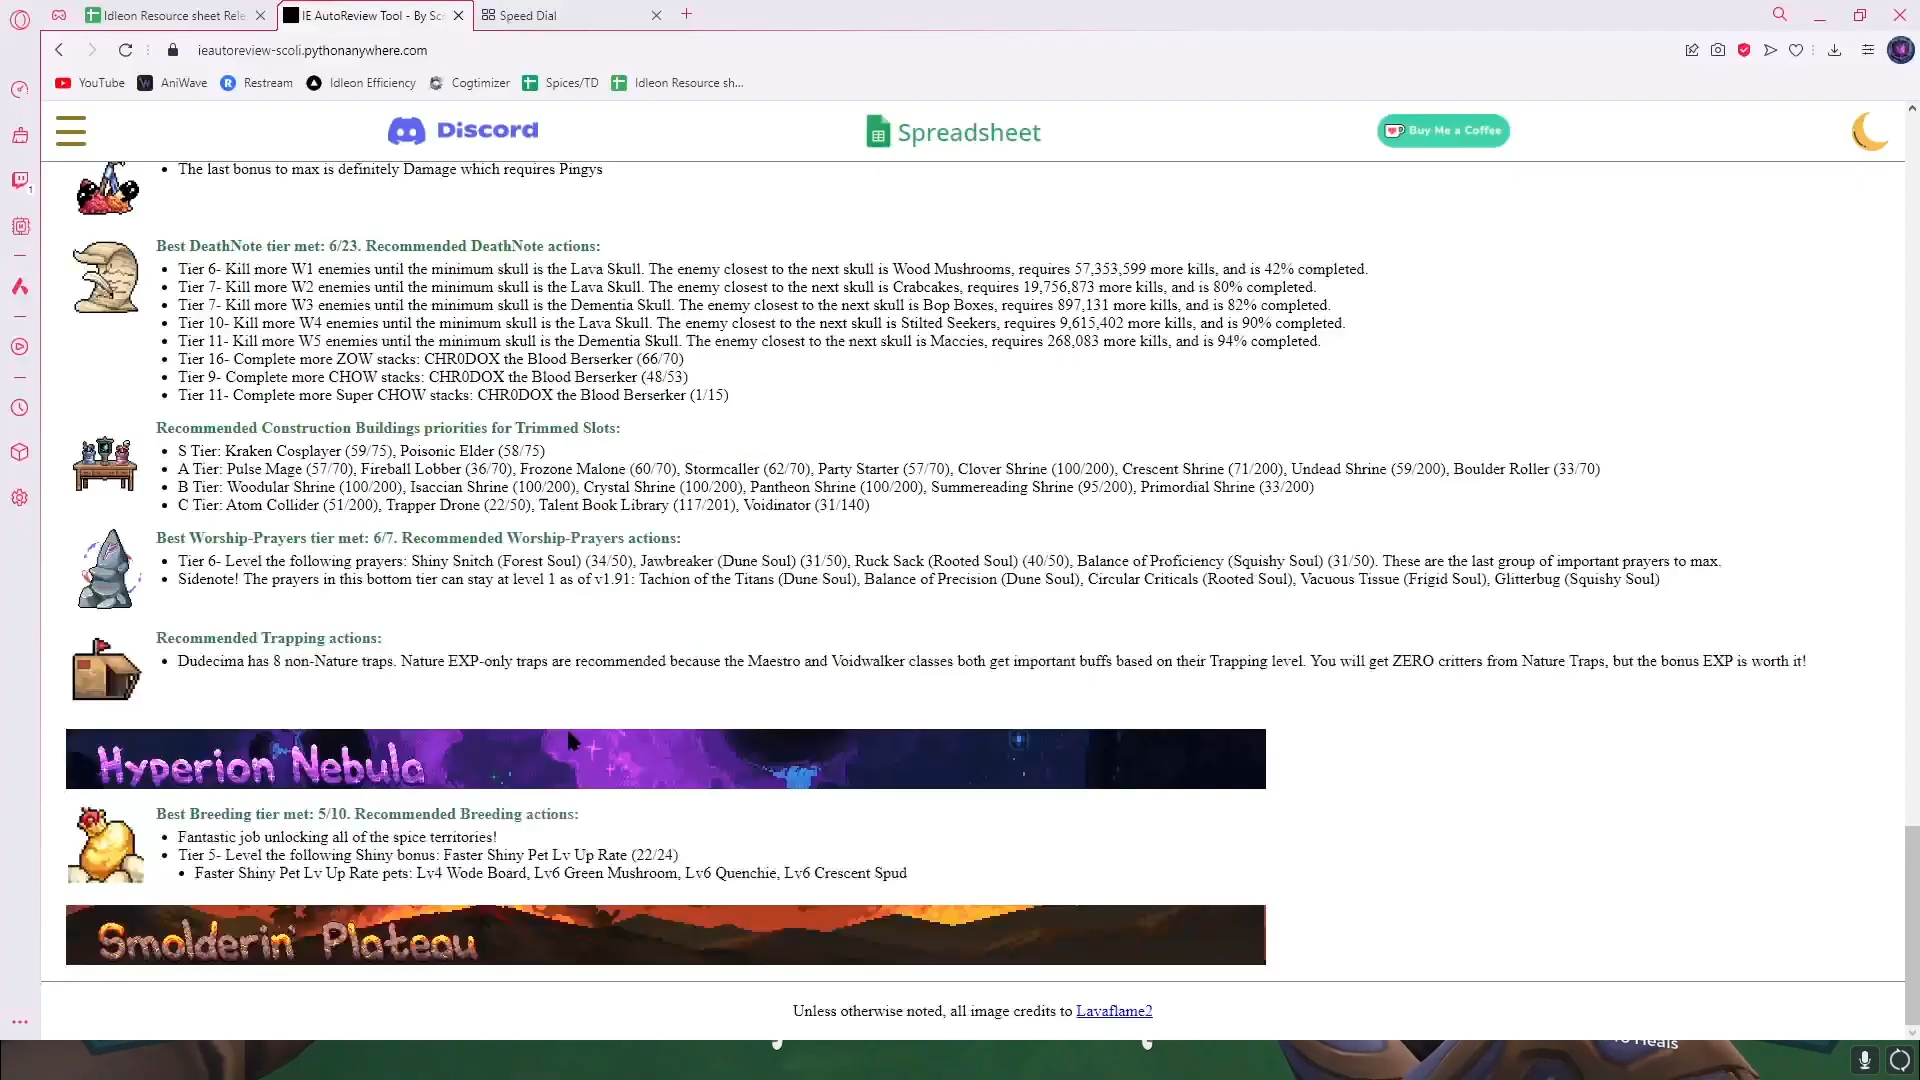 Idleon Resource sheet Rele
IE AutoReview Tool - By Sc
Speed Dial
ieautoreview-scoli.pythonanywhere.com
YouTube
AniWave
Restream
Idleon Efficiency
Cogtimizer
Spices/TD
Idleon Resource sh...
Discord
Spreadsheet
Buy Me a Coffee
1
• The last bonus to max is definitely Damage which requires Pingys
Best DeathNote tier met: 6/23. Recommended DeathNote actions:
• Tier 6- Kill more W1 enemies until the minimum skull is the Lava Skull. The enemy closest to the next skull is Wood Mushrooms, requires 57,353,599 more kills, and is 42% completed.
• Tier 7- Kill more W2 enemies until the minimum skull is the Lava Skull. The enemy closest to the next skull is Crabcakes, requires 19,756,873 more kills, and is 80% completed.
• Tier 7- Kill more W3 enemies until the minimum skull is the Dementia Skull. The enemy closest to the next skull is Bop Boxes, requires 897,131 more kills, and is 82% completed.
• Tier 10- Kill more W4 enemies until the minimum skull is the Lava Skull. The enemy closest to the next skull is Stilted Seekers, requires 9,615,402 more kills, and is 90% completed.
• Tier 11- Kill more W5 enemies until the minimum skull is the Dementia Skull. The enemy closest to the next skull is Maccies, requires 268,083 more kills, and is 94% completed.
• Tier 16- Complete more ZOW stacks: CHR0DOX the Blood Berserker (66/70)
• Tier 9- Complete more CHOW stacks: CHR0DOX the Blood Berserker (48/53)
• Tier 11- Complete more Super CHOW stacks: CHR0DOX the Blood Berserker (1/15)
Recommended Construction Buildings priorities for Trimmed Slots:
• S Tier: Kraken Cosplayer (59/75), Poisonic Elder (58/75)
• A Tier: Pulse Mage (57/70), Fireball Lobber (36/70), Frozone Malone (60/70), Stormcaller (62/70), Party Starter (57/70), Clover Shrine (100/200), Crescent Shrine (71/200), Undead Shrine (59/200), Boulder Roller (33/70)
• B Tier: Woodular Shrine (100/200), Isaccian Shrine (100/200), Crystal Shrine (100/200), Pantheon Shrine (100/200), Summereading Shrine (95/200), Primordial Shrine (33/200)
• C Tier: Atom Collider (51/200), Trapper Drone (22/50), Talent Book Library (117/201), Voidinator (31/140)
Best Worship-Prayers tier met: 6/7. Recommended Worship-Prayers actions:
• Tier 6- Level the following prayers: Shiny Snitch (Forest Soul) (34/50), Jawbreaker (Dune Soul) (31/50), Ruck Sack (Rooted Soul) (40/50), Balance of Proficiency (Squishy Soul) (31/50). These are the last group of important prayers to max.
• Sidenote! The prayers in this bottom tier can stay at level 1 as of v1.91: Tachion of the Titans (Dune Soul), Balance of Precision (Dune Soul), Circular Criticals (Rooted Soul), Vacuous Tissue (Frigid Soul), Glitterbug (Squishy Soul)
Recommended Trapping actions:
• Dudecima has 8 non-Nature traps. Nature EXP-only traps are recommended because the Maestro and Voidwalker classes both get important buffs based on their Trapping level. You will get ZERO critters from Nature Traps, but the bonus EXP is worth it!
Hyperion Nebula
Best Breeding tier met: 5/10. Recommended Breeding actions:
• Fantastic job unlocking all of the spice territories!
• Tier 5- Level the following Shiny bonus: Faster Shiny Pet Lv Up Rate (22/24)
• Faster Shiny Pet Lv Up Rate pets: Lv4 Wode Board, Lv6 Green Mushroom, Lv6 Quenchie, Lv6 Crescent Spud
Smolderin' Plateau
Unless otherwise noted, all image credits to Lavaflame2
Heals